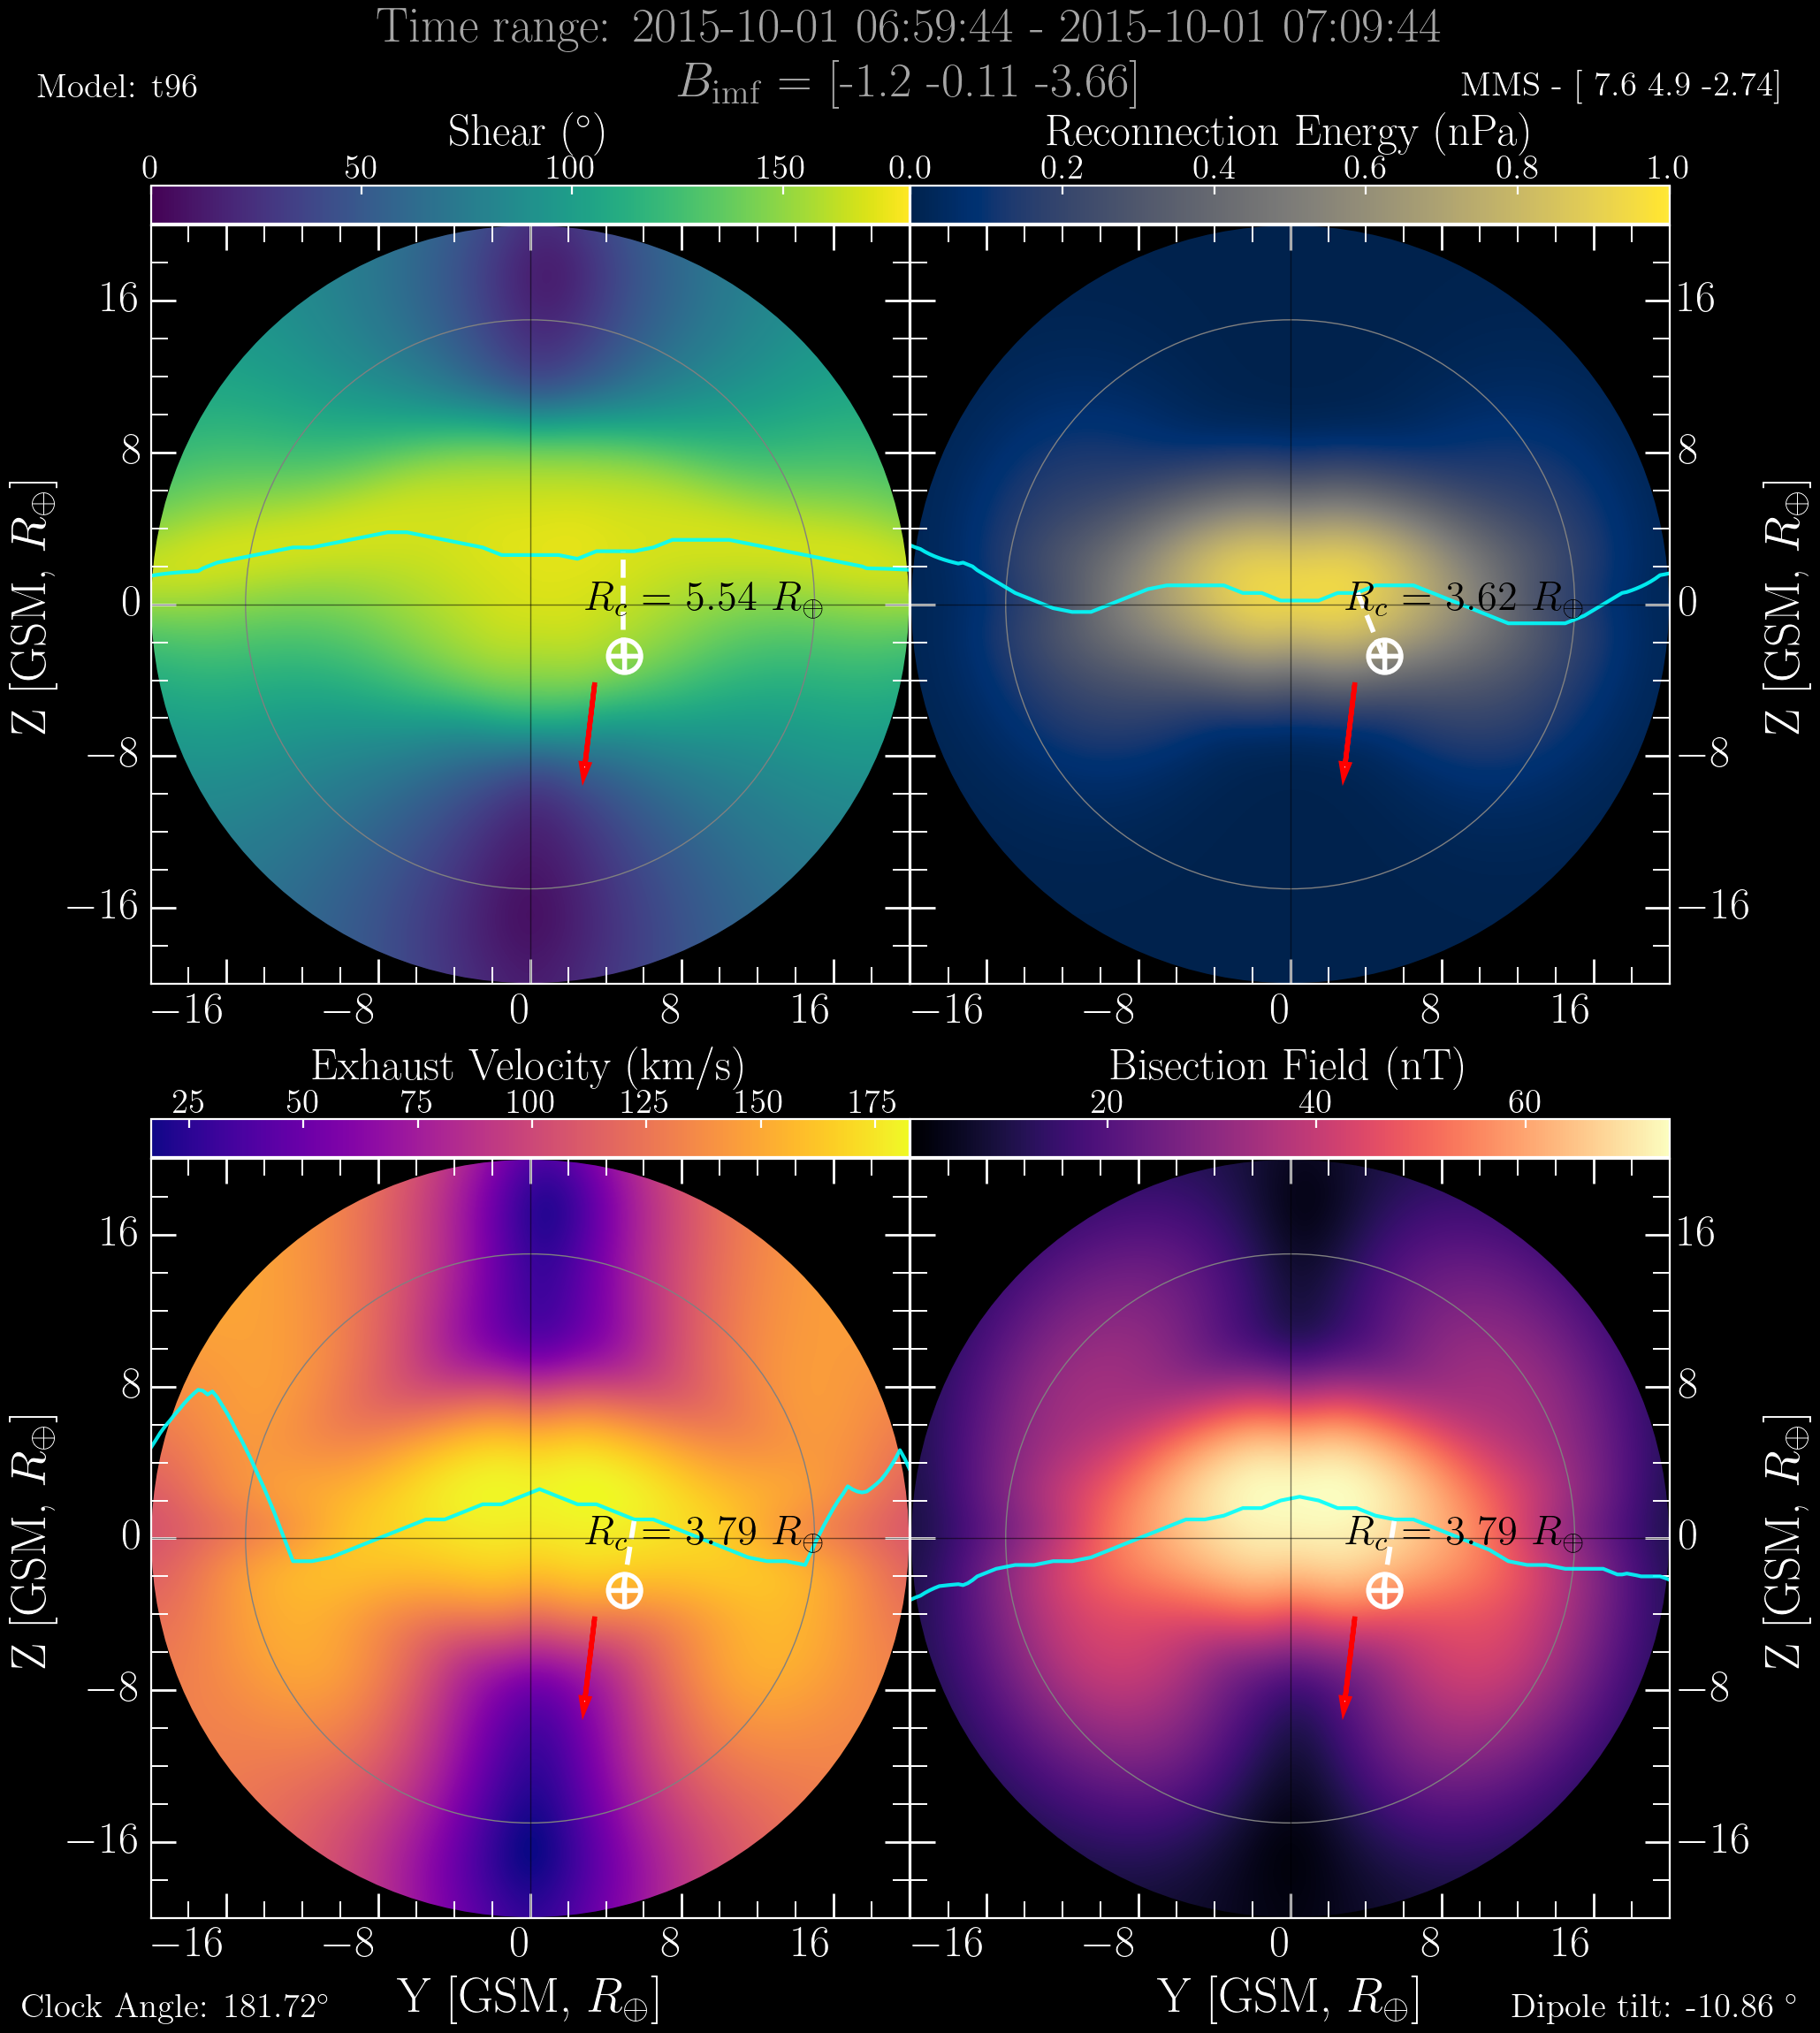 Time range: 2015-10-01 06:59:44 - 2015-10-01 07:09:44
Model: t96
B_imf = [-1.2 -0.11 -3.66]
MMS - [ 7.6 4.9 -2.74]
Shear (°)
Reconnection Energy (nPa)
0 50 100 150 0.0 0.2 0.4 0.6 0.8 1.0
16 16
8 8
0 0
−8 −8
−16 −16
Z [GSM, R⊕]
Z [GSM, R⊕]
R_c = 5.54 R⊕
R_c = 3.62 R⊕
−16 −8 0 8 16 −16 −8 0 8 16
Exhaust Velocity (km/s)
Bisection Field (nT)
25 50 75 100 125 150 175 20 40 60
16 16
8 8
0 0
−8 −8
−16 −16
Z [GSM, R⊕]
Z [GSM, R⊕]
R_c = 3.79 R⊕
R_c = 3.79 R⊕
−16 −8 0 8 16 −16 −8 0 8 16
Y [GSM, R⊕]
Y [GSM, R⊕]
Clock Angle: 181.72°
Dipole tilt: -10.86 °